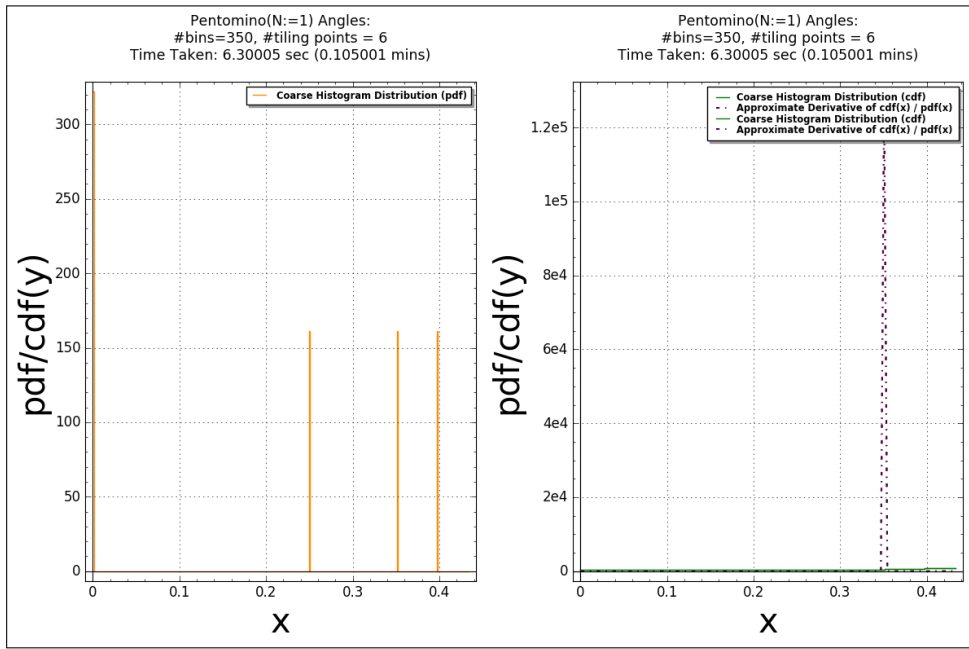 Pentomino(N:=1) Angles:
#bins=350, #tiling points = 6
Time Taken: 6.30005 sec (0.105001 mins)
Coarse Histogram Distribution (pdf)
300
250
200
150
100
50
0
pdf/cdf(y)
0
0.1
0.2
0.3
0.4
x
Pentomino(N:=1) Angles:
#bins=350, #tiling points = 6
Time Taken: 6.30005 sec (0.105001 mins)
Coarse Histogram Distribution (cdf)
Approximate Derivative of cdf(x) / pdf(x)
Coarse Histogram Distribution (cdf)
Approximate Derivative of cdf(x) / pdf(x)
1.2e5
1e5
8e4
6e4
4e4
2e4
0
pdf/cdf(y)
0
0.1
0.2
0.3
0.4
x